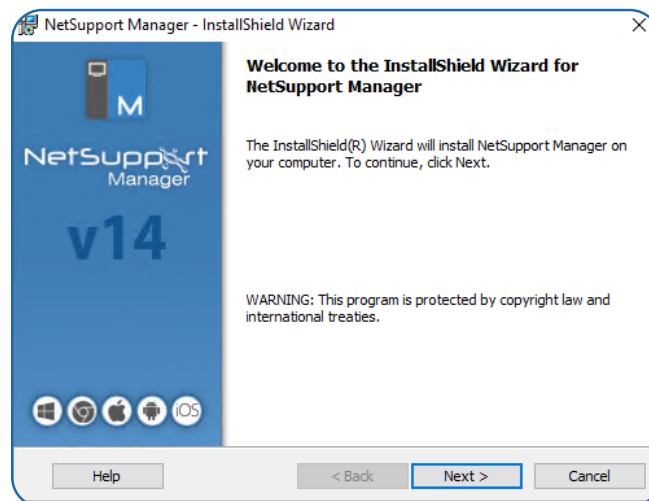 NetSupport Manager - InstallShield Wizard
M
NetSupport
Manager
v14
iOS
Welcome to the InstallShield Wizard for
NetSupport Manager
The InstallShield(R) Wizard will install NetSupport Manager on
your computer. To continue, click Next.
WARNING: This program is protected by copyright law and
international treaties.
Help
< Back
Next >
Cancel